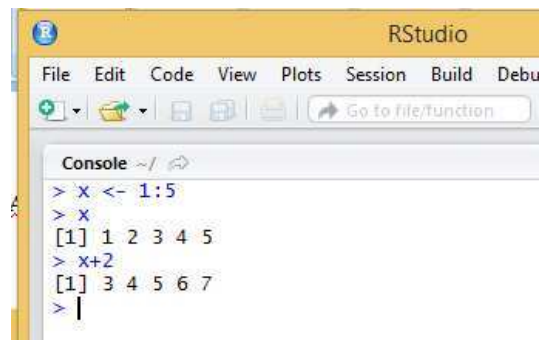 RStudio
File Edit Code View Plots Session Build Debu
Go to file/function
Console ~/
> x <- 1:5
> x
[1] 1 2 3 4 5
> x+2
[1] 3 4 5 6 7
>